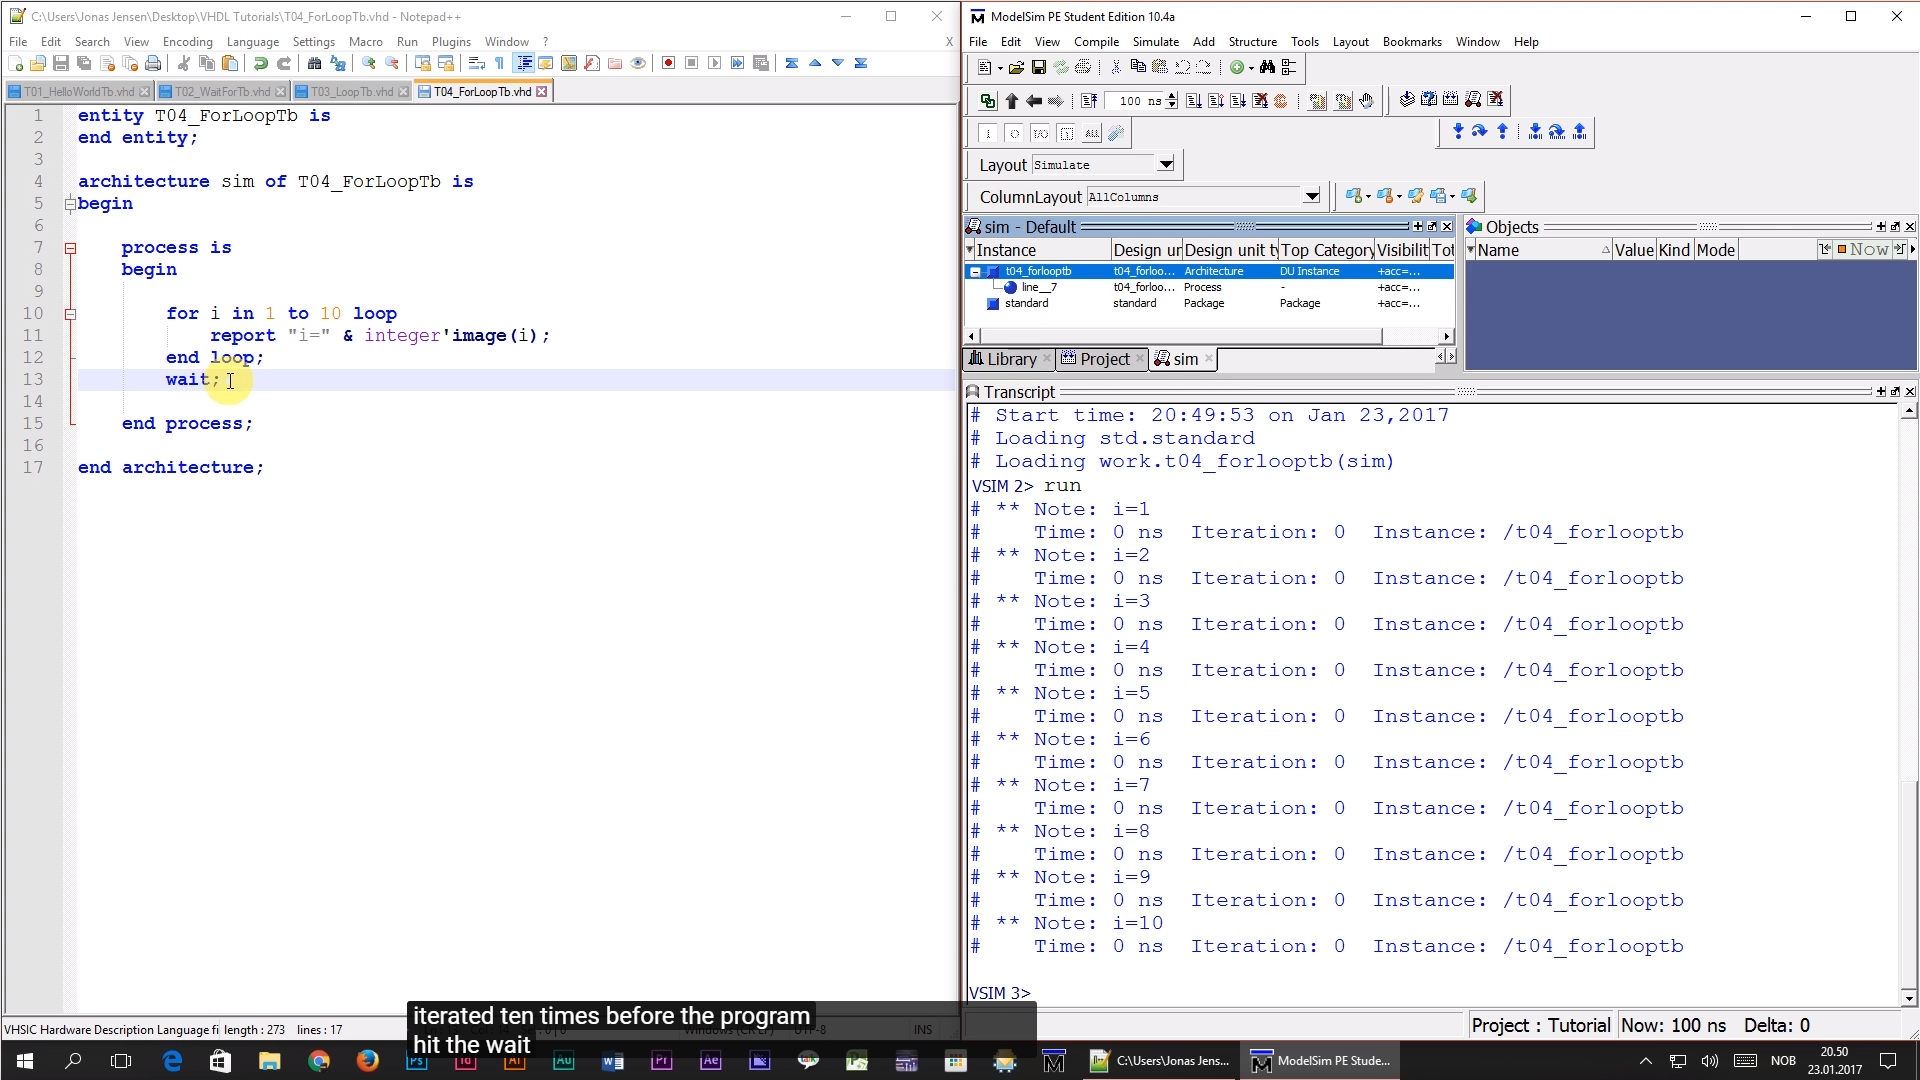 C:\Users\Jonas Jensen\Desktop\VHDL Tutorials\T04_ForLoopTb.vhd - Notepad++
File Edit Search View Encoding Language Settings Macro Run Plugins Window ?
X
T01_HelloWorldTb.vhd T02_WaitForTb.vhd T03_LoopTb.vhd T04_ForLoopTb.vhd
1 entity T04_ForLoopTb is
2 end entity;
3
4 architecture sim of T04_ForLoopTb is
5 begin
6
7 process is
8 begin
9
10 for i in 1 to 10 loop
11 report "i=" & integer'image(i);
12 end loop;
13 wait;
14
15 end process;
16
17 end architecture;
VHSIC Hardware Description Language fi length : 273 lines : 17
INS
ModelSim PE Student Edition 10.4a
File Edit View Compile Simulate Add Structure Tools Layout Bookmarks Window Help
100 ns
Layout Simulate
ColumnLayout AllColumns
sim - Default
Instance Design ur Design unit ty Top Category Visibilit Tot
t04_forlooptb t04_forloo... Architecture DU Instance +acc=...
line__7 t04_forloo... Process - +acc=...
standard standard Package Package +acc=...
Library Project sim
Objects
Name Value Kind Mode Now
Transcript
# Start time: 20:49:53 on Jan 23,2017
# Loading std.standard
# Loading work.t04_forlooptb(sim)
VSIM 2> run
# ** Note: i=1
# Time: 0 ns Iteration: 0 Instance: /t04_forlooptb
# ** Note: i=2
# Time: 0 ns Iteration: 0 Instance: /t04_forlooptb
# ** Note: i=3
# Time: 0 ns Iteration: 0 Instance: /t04_forlooptb
# ** Note: i=4
# Time: 0 ns Iteration: 0 Instance: /t04_forlooptb
# ** Note: i=5
# Time: 0 ns Iteration: 0 Instance: /t04_forlooptb
# ** Note: i=6
# Time: 0 ns Iteration: 0 Instance: /t04_forlooptb
# ** Note: i=7
# Time: 0 ns Iteration: 0 Instance: /t04_forlooptb
# ** Note: i=8
# Time: 0 ns Iteration: 0 Instance: /t04_forlooptb
# ** Note: i=9
# Time: 0 ns Iteration: 0 Instance: /t04_forlooptb
# ** Note: i=10
# Time: 0 ns Iteration: 0 Instance: /t04_forlooptb
VSIM 3>
Project : Tutorial Now: 100 ns Delta: 0
iterated ten times before the program
hit the wait
C:\Users\Jonas Jens... ModelSim PE Stude... NOB 20.50
23.01.2017